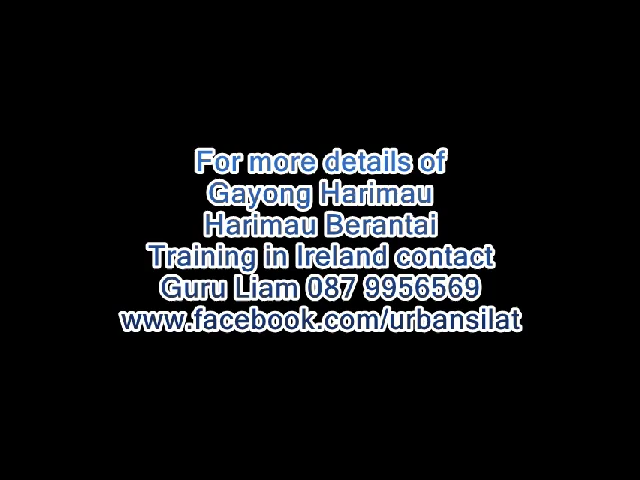 For more details of
Gayong Harimau
Harimau Berantai
Training in Ireland contact
Guru Liam 087 9956569
www.facebook.com/urbansilat